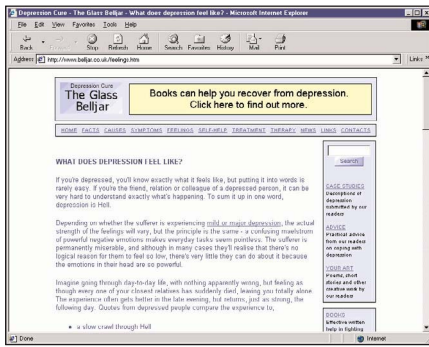 Depression Cure - The Glass Belljar - What does depression feel like? - Microsoft Internet Explorer
File Edit View Favorites Tools Help
Back Stop Refresh Home Search Favorites History Mail Print
Address http://www.belljar.co.uk/feelings.htm Links
Depression Cure
The Glass
Belljar
Books can help you recover from depression.
Click here to find out more.
HOME FACTS CAUSES SYMPTOMS FEELINGS SELF-HELP TREATMENT THERAPY NEWS LINKS CONTACTS
WHAT DOES DEPRESSION FEEL LIKE?
If you're depressed, you'll know exactly what it feels like, but putting it into words is
rarely easy. If you're the friend, relation or colleague of a depressed person, it can be
very hard to understand exactly what's happening. To sum it up in one word,
depression is Hell.
Depending on whether the sufferer is experiencing mild or major depression, the actual
strength of the feelings will vary, but the principle is the same - a confusing maelstrom
of powerful negative emotions makes everyday tasks seem pointless. The sufferer is
permanently miserable, and although in many cases they'll realise that there's no
logical reason for them to feel so low, there's very little they can do about it because
the emotions in their head are so powerful.
Imagine going through day-to-day life, with nothing apparently wrong, but feeling as
though every one of your closest relatives has suddenly died, leaving you totally alone.
The experience often gets better in the late evening, but returns, just as strong, the
following day. Quotes from depressed people compare the experience to;
a slow crawl through Hell
Search
CASE STUDIES
Descriptions of
depression
submitted by our
readers
ADVICE
Practical advice
from our readers
on coping with
depression
YOUR ART
Poems, short
stories and other
creative work by
our readers
BOOKS
Effective written
help in fighting
Done
Internet